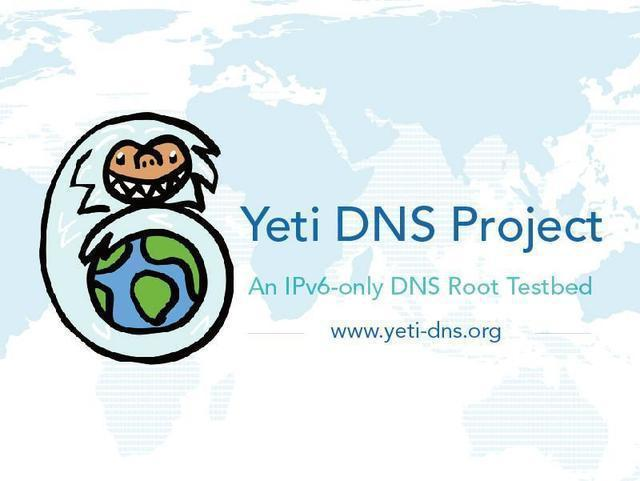 Yeti DNS Project
An IPv6-only DNS Root Testbed
www.yeti-dns.org